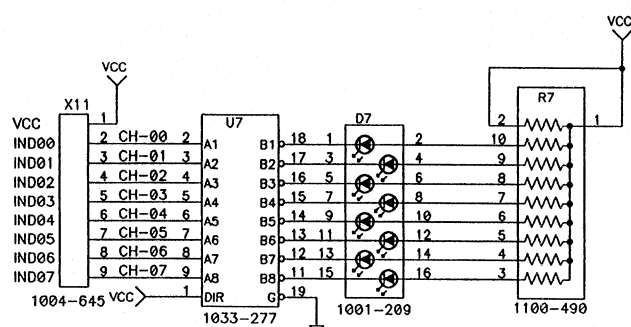 VCC
VCC
X11 U7 D7 R7
VCC 1 2 1
IND00 2 CH-00 2 A1 B1 18 1 2 10
IND01 3 CH-01 3 A2 B2 17 3 4 9
IND02 4 CH-02 4 A3 B3 16 5 6 8
IND03 5 CH-03 5 A4 B4 15 7 8 7
IND04 6 CH-04 6 A5 B5 14 9 10 6
IND05 7 CH-05 7 A6 B6 13 11 12 5
IND06 8 CH-06 8 A7 B7 12 13 14 4
IND07 9 CH-07 9 A8 B8 11 15 16 3
1004-645 VCC 1 DIR G 19
1033-277 1001-209 1100-490